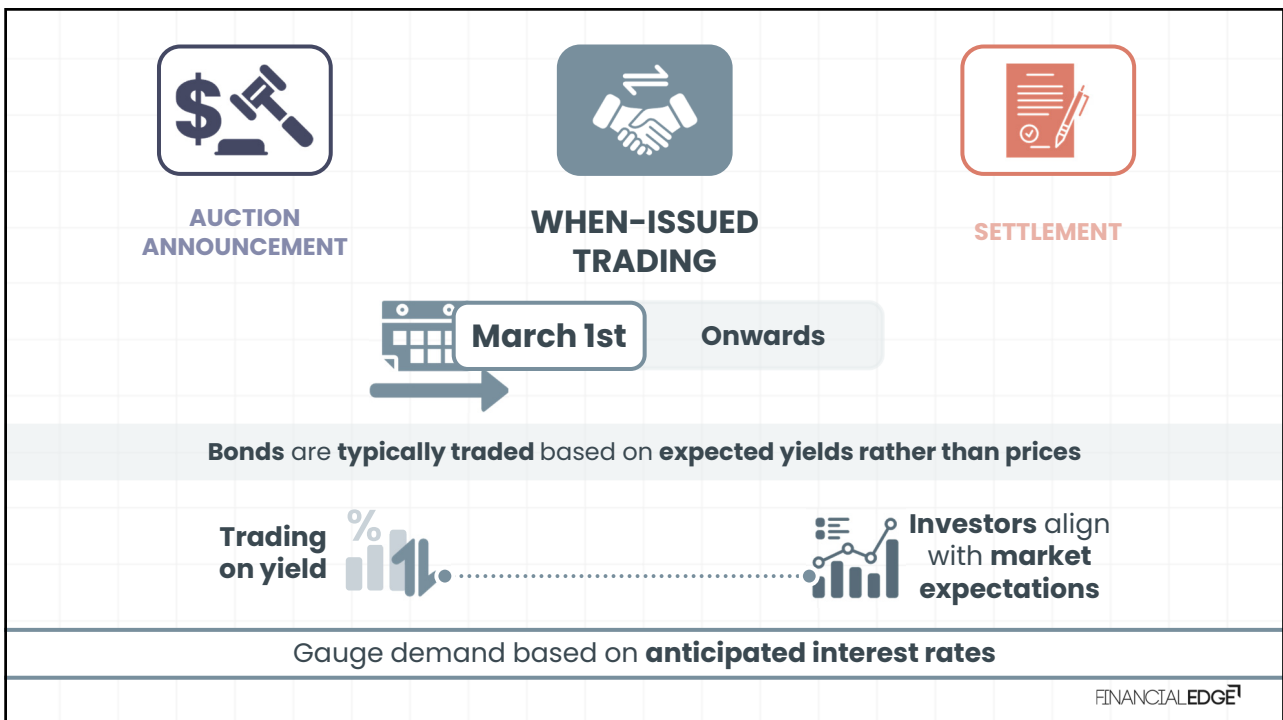 AUCTION
ANNOUNCEMENT
WHEN-ISSUED
TRADING
SETTLEMENT
March 1st Onwards
Bonds are typically traded based on expected yields rather than prices
Trading
on yield
Investors align
with market
expectations
Gauge demand based on anticipated interest rates
FINANCIALEDGE